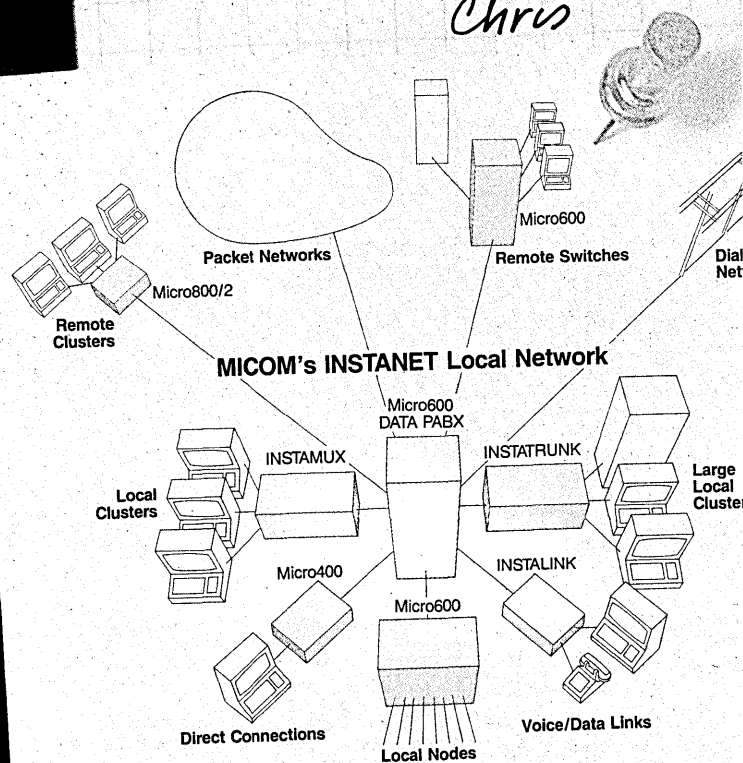 Chris
Packet Networks
Micro600
Remote Switches
Micro800/2
Remote
Clusters
MICOM's INSTANET Local Network
Micro600
DATA PABX
INSTAMUX
INSTATRUNK
Local
Clusters
Large
Local
Micro400
INSTALINK
Micro600
Direct Connections
Voice/Data Links
Local Nodes